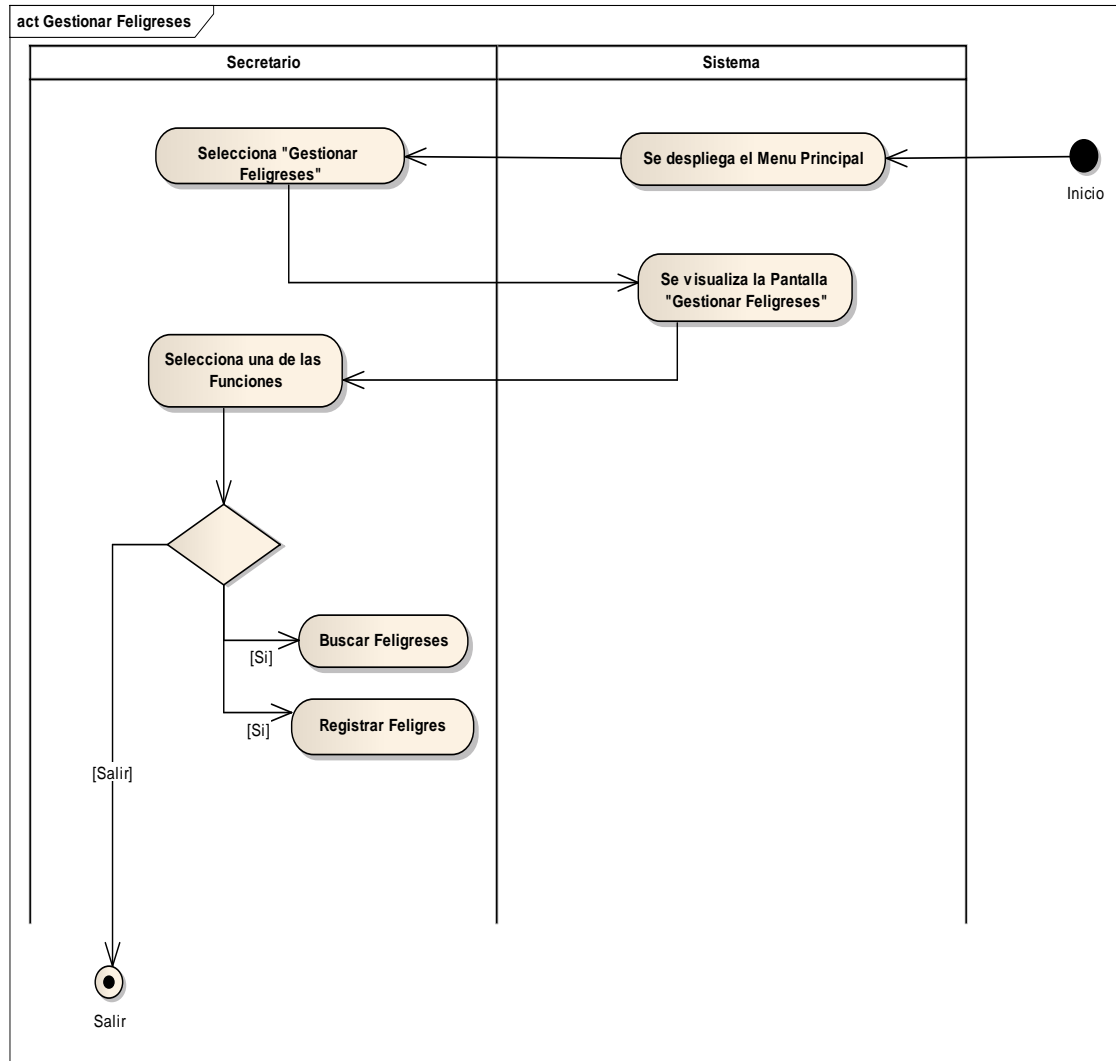 act Gestionar Feligreses
Secretario
Sistema
Selecciona "Gestionar
Feligreses"
Se despliega el Menu Principal
Inicio
Se visualiza la Pantalla
"Gestionar Feligreses"
Selecciona una de las
Funciones
Buscar Feligreses
[Si]
Registrar Feligres
[Si]
[Salir]
Salir